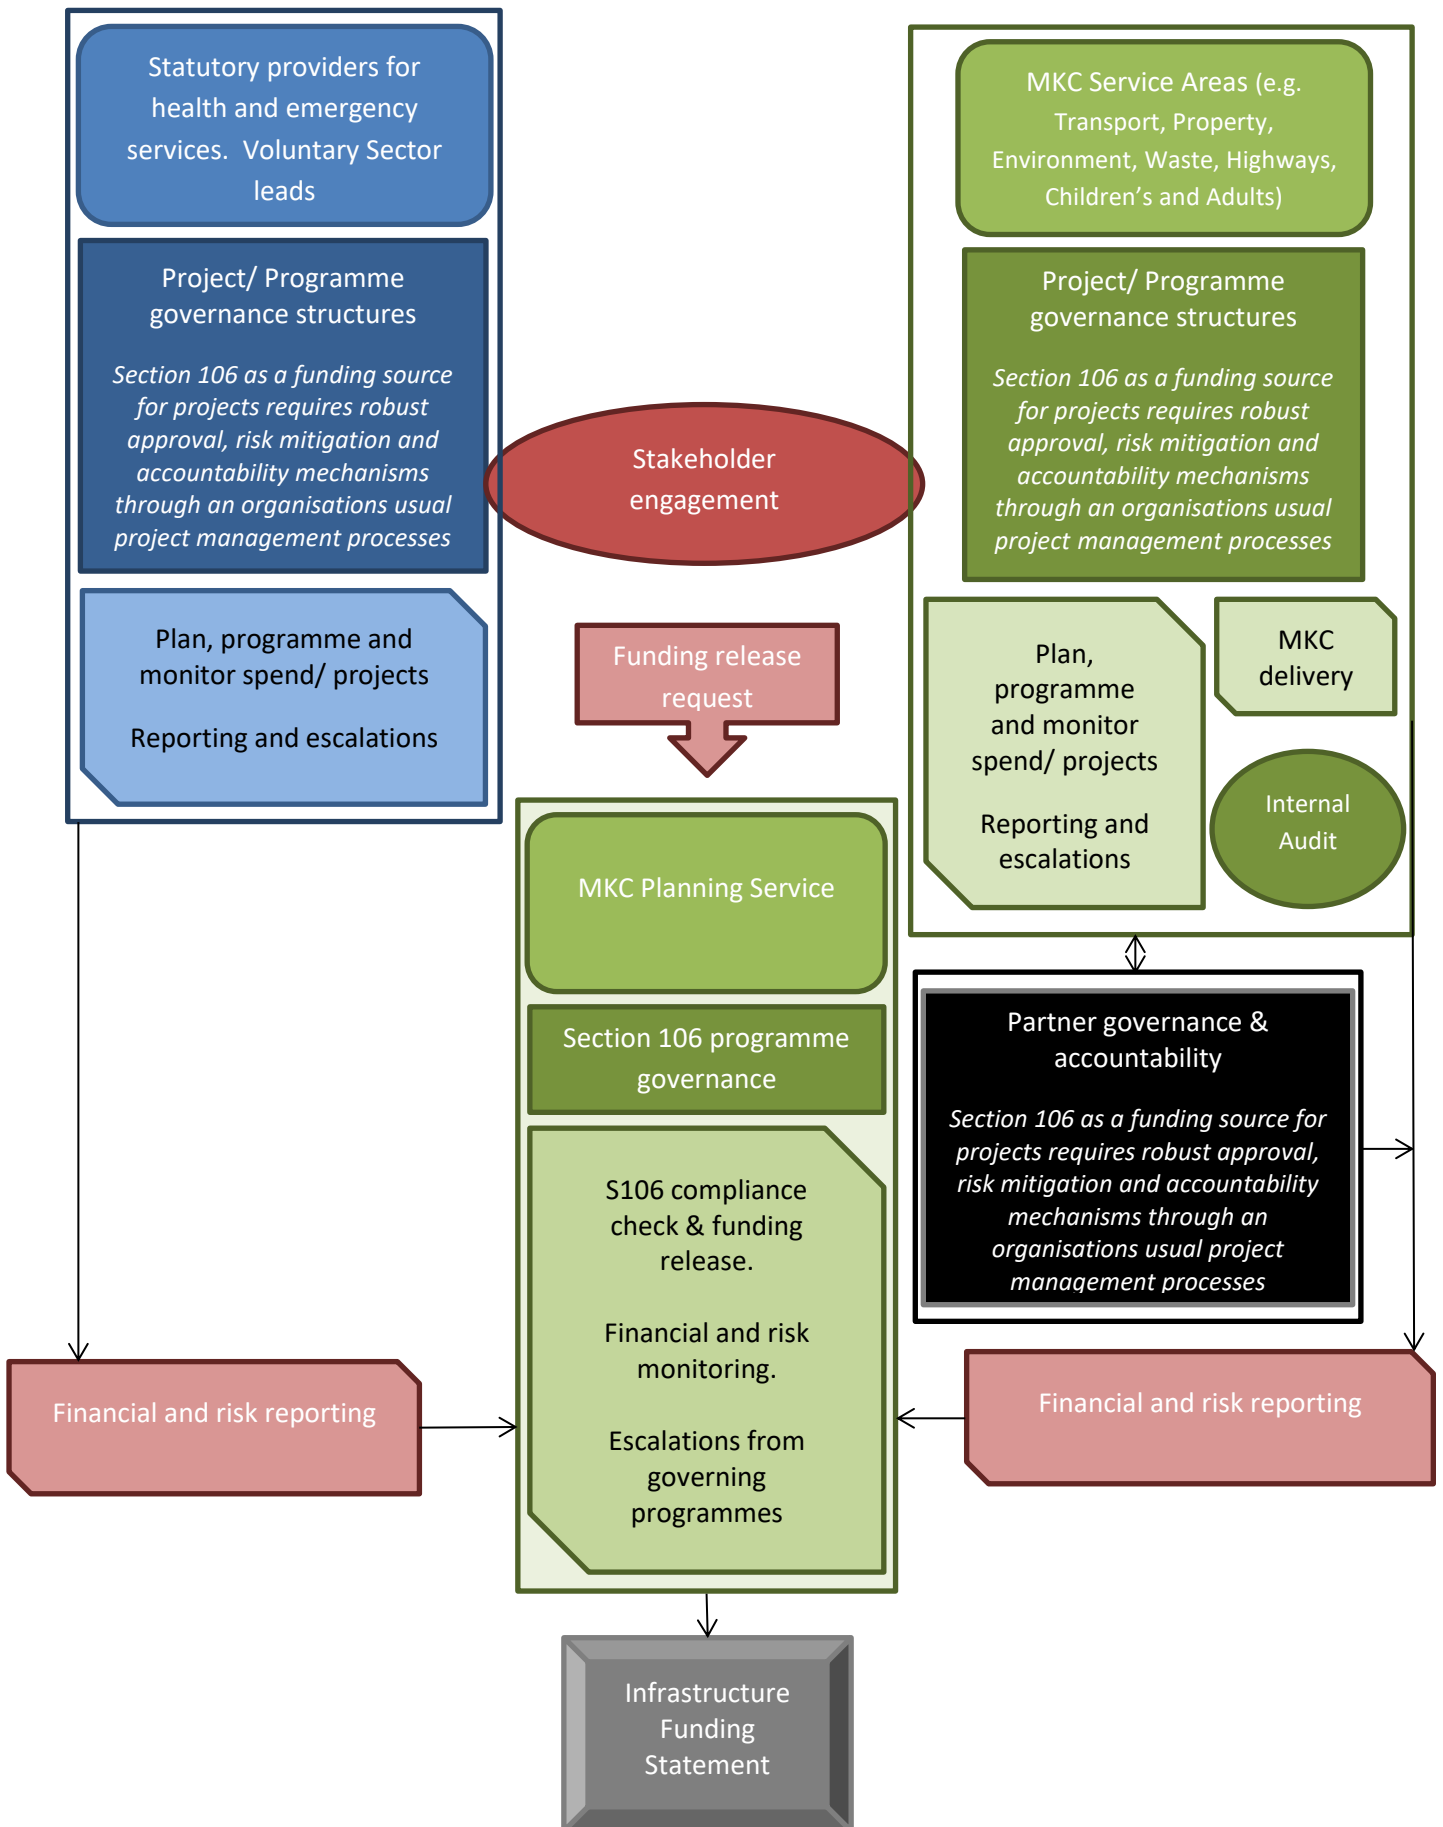 Statutory providers for
health and emergency
services.  Voluntary Sector
leads
Project/ Programme
governance structures
Section 106 as a funding source
for projects requires robust
approval, risk mitigation and
accountability mechanisms
through an organisations usual
project management processes
Plan, programme and
monitor spend/ projects
Reporting and escalations
Stakeholder
engagement
Funding release
request
MKC Service Areas (e.g.
Transport, Property,
Environment, Waste, Highways,
Children’s and Adults)
Project/ Programme
governance structures
Section 106 as a funding source
for projects requires robust
approval, risk mitigation and
accountability mechanisms
through an organisations usual
project management processes
Plan,
programme
and monitor
spend/ projects
Reporting and
escalations
MKC
delivery
Internal
Audit
MKC Planning Service
Section 106 programme
governance
S106 compliance
check & funding
release.
Financial and risk
monitoring.
Escalations from
governing
programmes
Partner governance &
accountability
Section 106 as a funding source for
projects requires robust approval,
risk mitigation and accountability
mechanisms through an
organisations usual project
management processes
Financial and risk reporting
Financial and risk reporting
Infrastructure
Funding
Statement